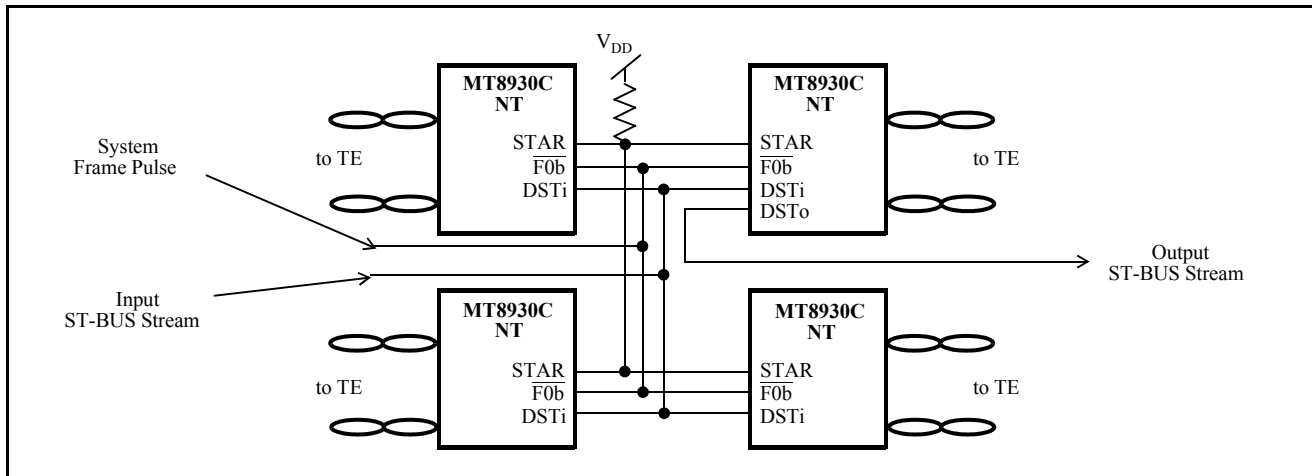 V_DD
MT8930C
NT
STAR
F0b
DSTi
to TE
MT8930C
NT
STAR
F0b
DSTi
DSTo
to TE
System
Frame Pulse
Input
ST-BUS Stream
Output
ST-BUS Stream
MT8930C
NT
STAR
F0b
DSTi
to TE
MT8930C
NT
STAR
F0b
DSTi
to TE